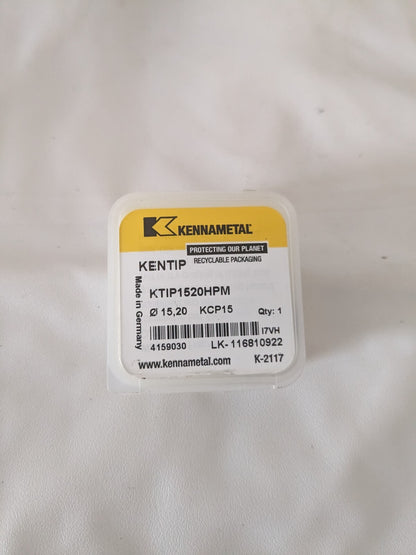 KENNAMETAL
PROTECTING OUR PLANET
RECYCLABLE PACKAGING
KENTIP
Made in Germany
KTIP1520HPM
Ø 15,20 KCP15 Qty: 1
I7VH
4159030 LK- 116810922
www.kennametal.com K-2117